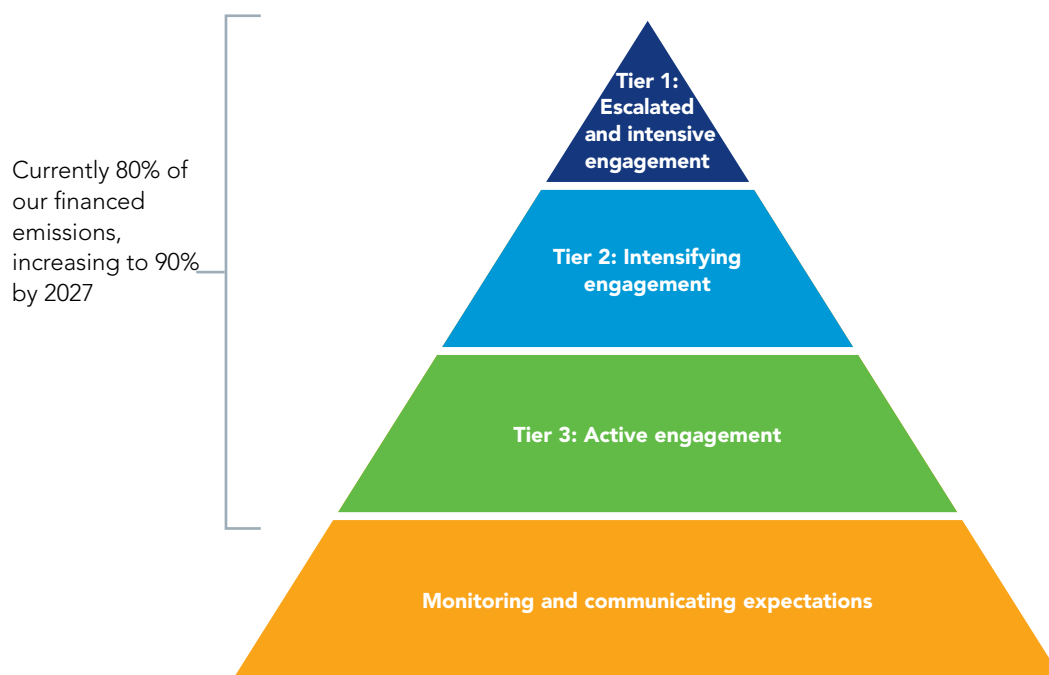 Tier 1:
Escalated
and intensive
engagement
Currently 80% of
our financed
emissions,
increasing to 90%
by 2027
Tier 2: Intensifying
engagement
Tier 3: Active engagement
Monitoring and communicating expectations